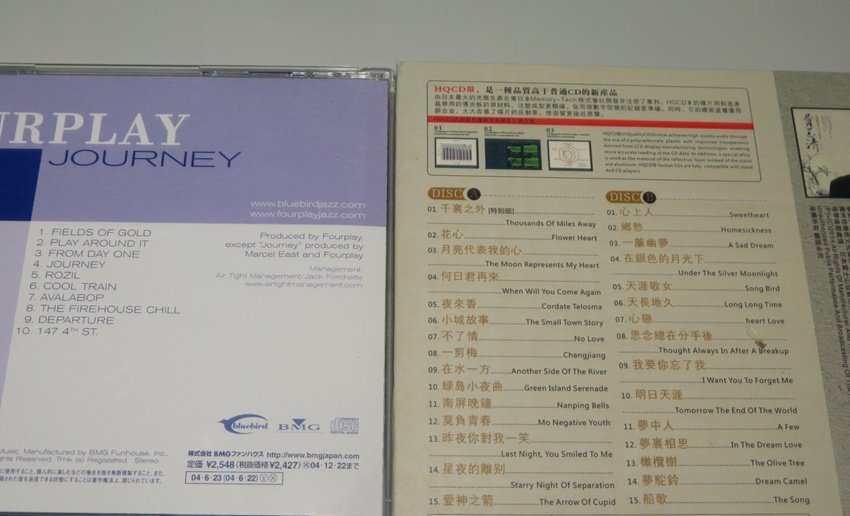 URPLAY
JOURNEY
www.bluebirdjazz.com
www.fourplayjazz.com
1. FIELDS OF GOLD
2. PLAY AROUND IT
3. FROM DAY ONE
4. JOURNEY
5. ROZIL
6. COOL TRAIN
7. AVALABOP
8. THE FIREHOUSE CHILL
9. DEPARTURE
10. 147 4TH ST.
Produced by Fourplay,
except "Journey" produced by
Marcel East and Fourplay
Management
Air Tight Management/Jack Forchette
www.airtightmanagement.com
bluebird
BMG
Music. Manufactured by BMG Funhouse, Inc.
Rights Reserved. Tmk (s) Registered. Stereo
株式会社 BMGファンハウス http://www.bmgjapan.com
定価 ¥2,548 (税抜価格¥2,427) 04・12・22まで
04・6・23 (04・6・22)
HQCDⅢ, 是一種品質高于普通CD的新產品
01
02
03
DISC A
01. 千裏之外 [特别版]
Thousands Of Miles Away
02. 花心 Flower Heart
03. 月亮代表我的心
The Moon Represents My Heart
04. 何日君再來
When Will You Come Again
05. 夜來香 Cordate Telosma
06. 小城故事 The Small Town Story
07. 不了情 No Love
08. 一剪梅 Changjiang
09. 在水一方 Another Side Of The River
10. 綠島小夜曲 Green Island Serenade
11. 南屏晚鐘 Nanping Bells
12. 莫負青春 Mo Negative Youth
13. 昨夜你對我一笑
Last Night, You Smiled To Me
14. 星夜的離别
Starry Night Of Separation
15. 愛神之箭 The Arrow Of Cupid
DISC B
01. 心上人 Sweetheart
02. 鄉愁 Homesickness
03. 一簾幽夢 A Sad Dream
04. 在銀色的月光下
Under The Silver Moonlight
05. 天涯歌女 Song Bird
06. 天長地久 Long Long Time
07. 心戀 heart Love
08. 思念總在分手後
Thought Always In After A Breakup
09. 我要你忘了我
I Want You To Forget Me
10. 明日天涯
Tomorrow The End Of The World
11. 夢中人 A Few
12. 夢裏相思 In The Dream Love
13. 橄欖樹 The Olive Tree
14. 夢駝鈴 Dream Camel
15. 船歌 The Song